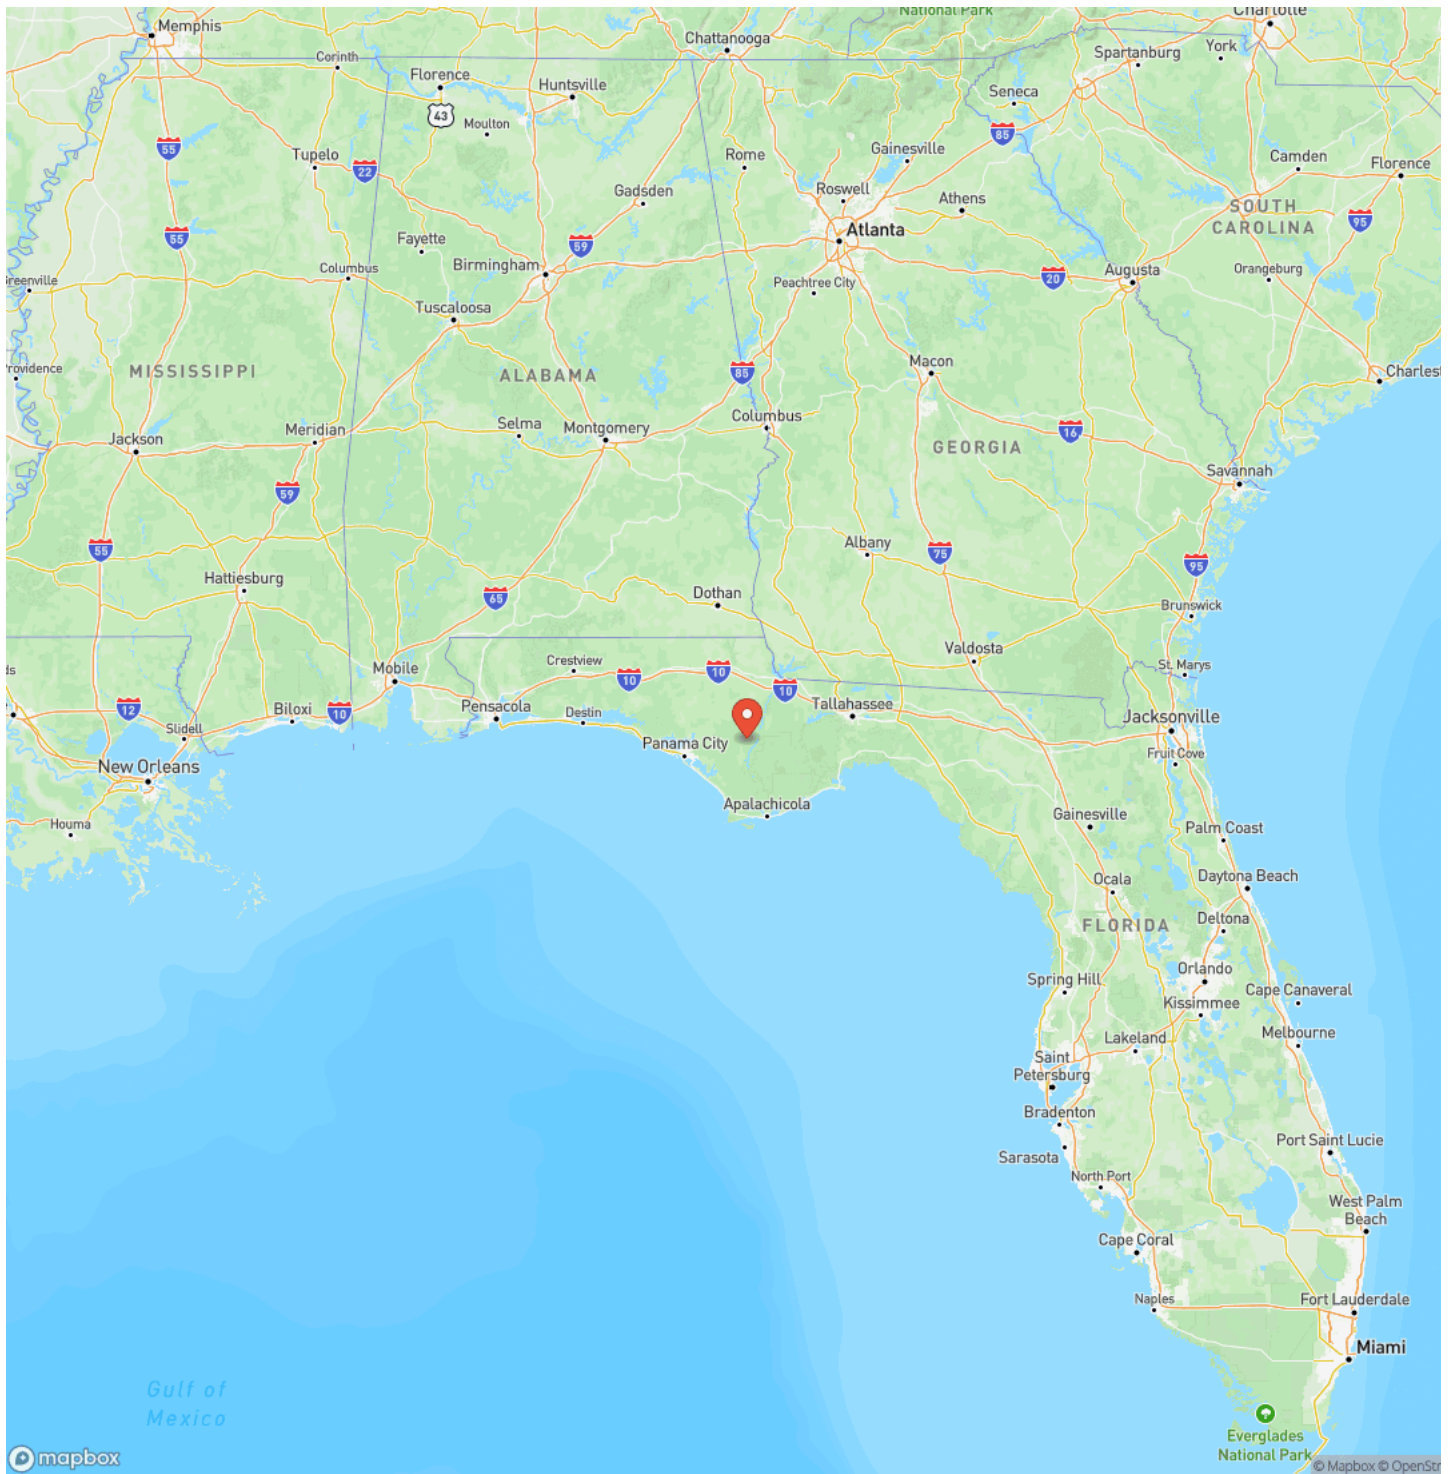 National Park
Charlotte
Memphis
Chattanooga
York
Spartanburg
Corinth
Florence
Huntsville
Seneca
43
Moulton
85
55
Tupelo
22
Rome
Gainesville
Camden
Florence
Gadsden
Roswell
Athens
SOUTH
CAROLINA
95
55
Fayette
59
Atlanta
Birmingham
Columbus
20
Augusta
Orangeburg
Greenville
Peachtree City
Tuscaloosa
Providence
MISSISSIPPI
ALABAMA
85
Macon
Charlest
Columbus
Jackson
Meridian
Selma
Montgomery
16
GEORGIA
Savannah
59
55
Albany
75
95
Hattiesburg
65
Dothan
Brunswick
Valdosta
ds
Mobile
Crestview
10
10
10
St. Marys
12
Biloxi
10
Pensacola
Destin
Tallahassee
Jacksonville
Slidell
Panama City
Fruit Cove
New Orleans
Apalachicola
Gainesville
Palm Coast
Houma
Ocala
Daytona Beach
FLORIDA
Deltona
Orlando
Spring Hill
Cape Canaveral
Kissimmee
Melbourne
Lakeland
Saint
Petersburg
Bradenton
Port Saint Lucie
Sarasota
North Port
West Palm
Beach
Cape Coral
Naples
Fort Lauderdale
Miami
Gulf of
Mexico
Everglades
National Park
mapbox
© Mapbox © OpenStr